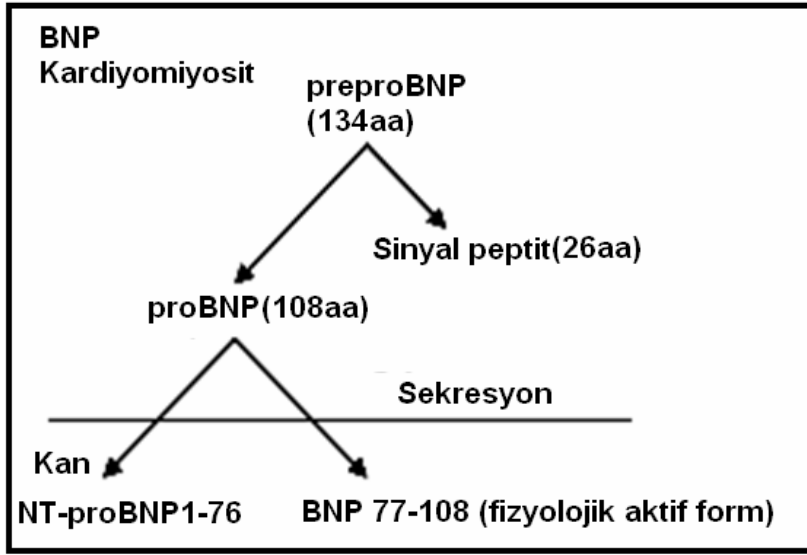 BNP
Kardiyomiyosit
preproBNP
(134aa)
Sinyal peptit(26aa)
proBNP(108aa)
Sekresyon
Kan
NT-proBNP1-76
BNP 77-108 (fizyolojik aktif form)